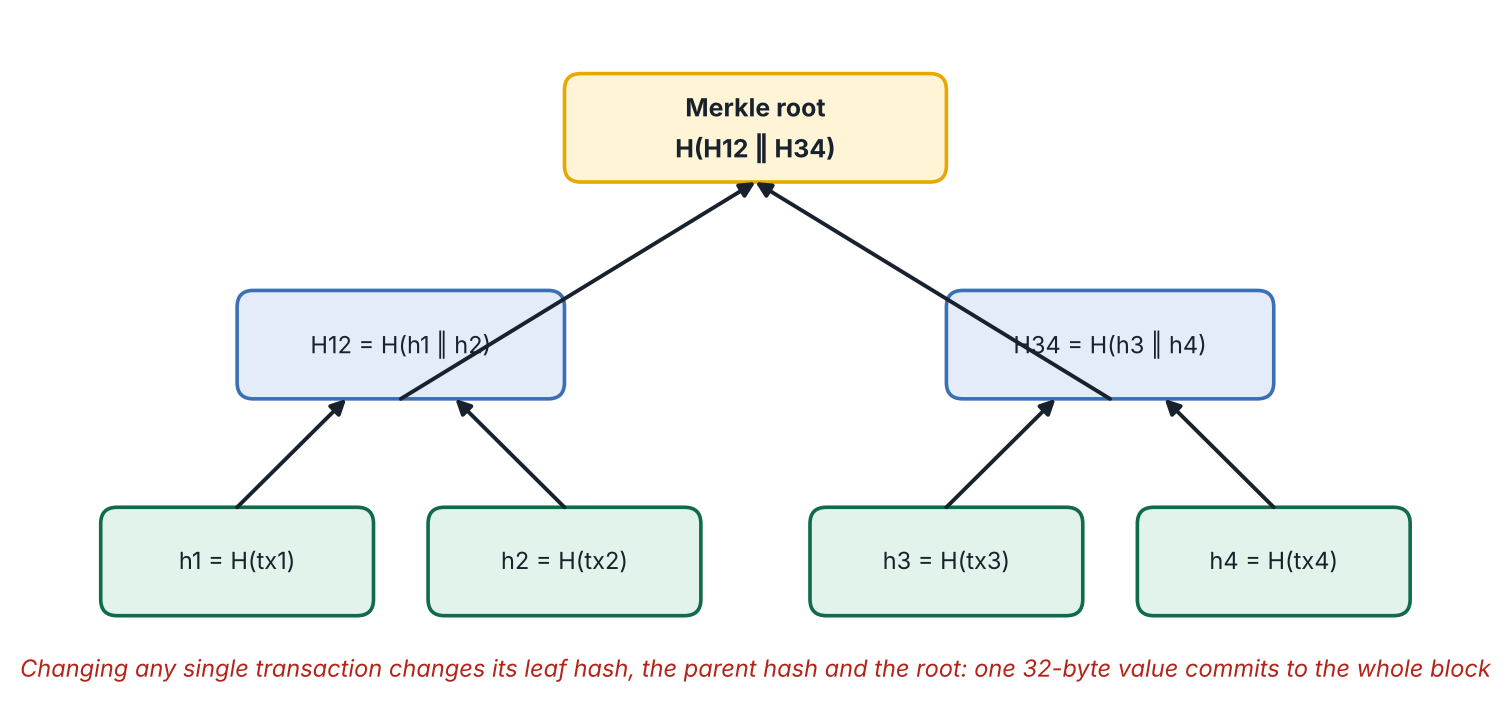 Merkle root
H(H12 ‖ H34)
H12 = H(h1 ‖ h2)
H34 = H(h3 ‖ h4)
h1 = H(tx1)
h2 = H(tx2)
h3 = H(tx3)
h4 = H(tx4)
Changing any single transaction changes its leaf hash, the parent hash and the root: one 32-byte value commits to the whole block